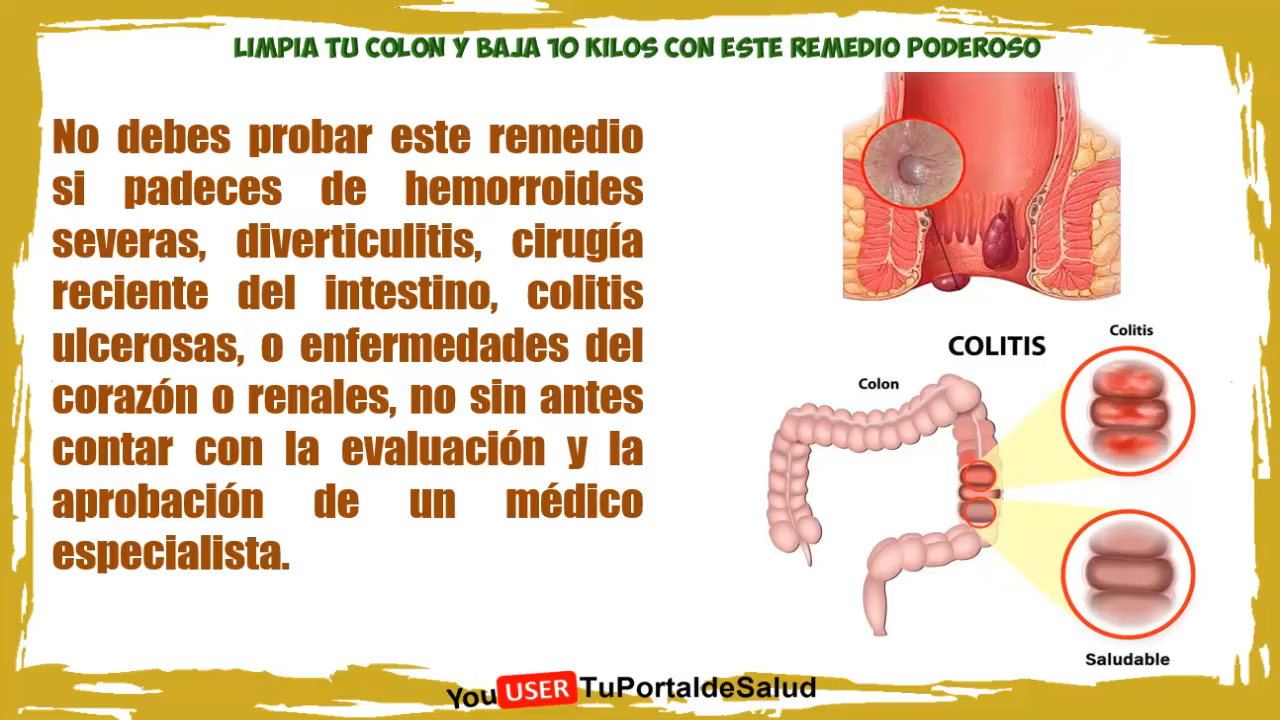 LIMPIA TU COLON Y BAJA 10 KILOS CON ESTE REMEDIO PODEROSO
No debes probar este remedio
si padeces de hemorroides
severas, diverticulitis, cirugía
reciente del intestino, colitis
ulcerosas, o enfermedades del
corazón o renales, no sin antes
contar con la evaluación y la
aprobación de un médico
especialista.
COLITIS
Colitis
Colon
Saludable
You USER TuPortaldeSalud